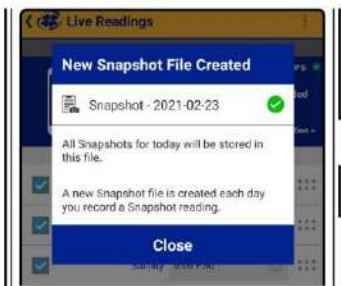 Live Readings
New Snapshot File Created
Snapshot - 2021-02-23
All Snapshots for today will be stored in
this file.
A new Snapshot file is created each day
you record a Snapshot reading.
Close
Salinity